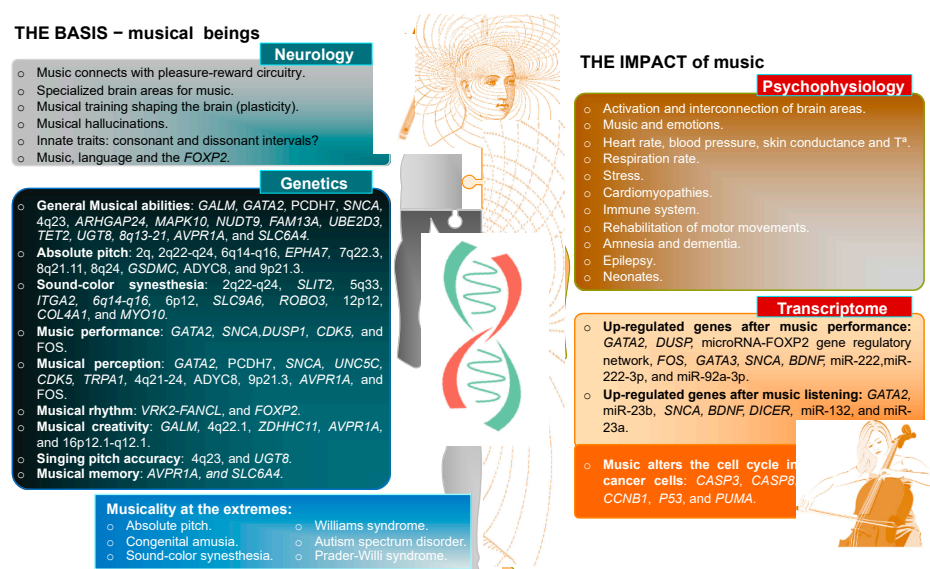 THE BASIS – musical beings
Neurology
o Music connects with pleasure-reward circuitry.
o Specialized brain areas for music.
o Musical training shaping the brain (plasticity).
o Musical hallucinations.
o Innate traits: consonant and dissonant intervals?
o Music, language and the FOXP2.
Genetics
o General Musical abilities: GALM, GATA2, PCDH7, SNCA,
4q23, ARHGAP24, MAPK10, NUDT9, FAM13A, UBE2D3,
TET2, UGT8, 8q13-21, AVPR1A, and SLC6A4.
o Absolute pitch: 2q, 2q22-q24, 6q14-q16, EPHA7, 7q22.3,
8q21.11, 8q24, GSDMC, ADYC8, and 9p21.3.
o Sound-color synesthesia: 2q22-q24, SLIT2, 5q33,
ITGA2, 6q14-q16, 6p12, SLC9A6, ROBO3, 12p12,
COL4A1, and MYO10.
o Music performance: GATA2, SNCA,DUSP1, CDK5, and
FOS.
o Musical perception: GATA2, PCDH7, SNCA, UNC5C,
CDK5, TRPA1, 4q21-24, ADYC8, 9p21.3, AVPR1A, and
FOS.
o Musical rhythm: VRK2-FANCL, and FOXP2.
o Musical creativity: GALM, 4q22.1, ZDHHC11, AVPR1A,
and 16p12.1-q12.1.
o Singing pitch accuracy: 4q23, and UGT8.
o Musical memory: AVPR1A, and SLC6A4.
Musicality at the extremes:
o Absolute pitch.
o Congenital amusia.
o Sound-color synesthesia.
o Williams syndrome.
o Autism spectrum disorder.
o Prader-Willi syndrome.
THE IMPACT of music
Psychophysiology
o Activation and interconnection of brain areas.
o Music and emotions.
o Heart rate, blood pressure, skin conductance and Tª.
o Respiration rate.
o Stress.
o Cardiomyopathies.
o Immune system.
o Rehabilitation of motor movements.
o Amnesia and dementia.
o Epilepsy.
o Neonates.
Transcriptome
o Up-regulated genes after music performance:
GATA2, DUSP, microRNA-FOXP2 gene regulatory
network, FOS, GATA3, SNCA, BDNF, miR-222,miR-
222-3p, and miR-92a-3p.
o Up-regulated genes after music listening: GATA2,
miR-23b, SNCA, BDNF, DICER, miR-132, and miR-
23a.
o Music alters the cell cycle in
cancer cells: CASP3, CASP8,
CCNB1, P53, and PUMA.